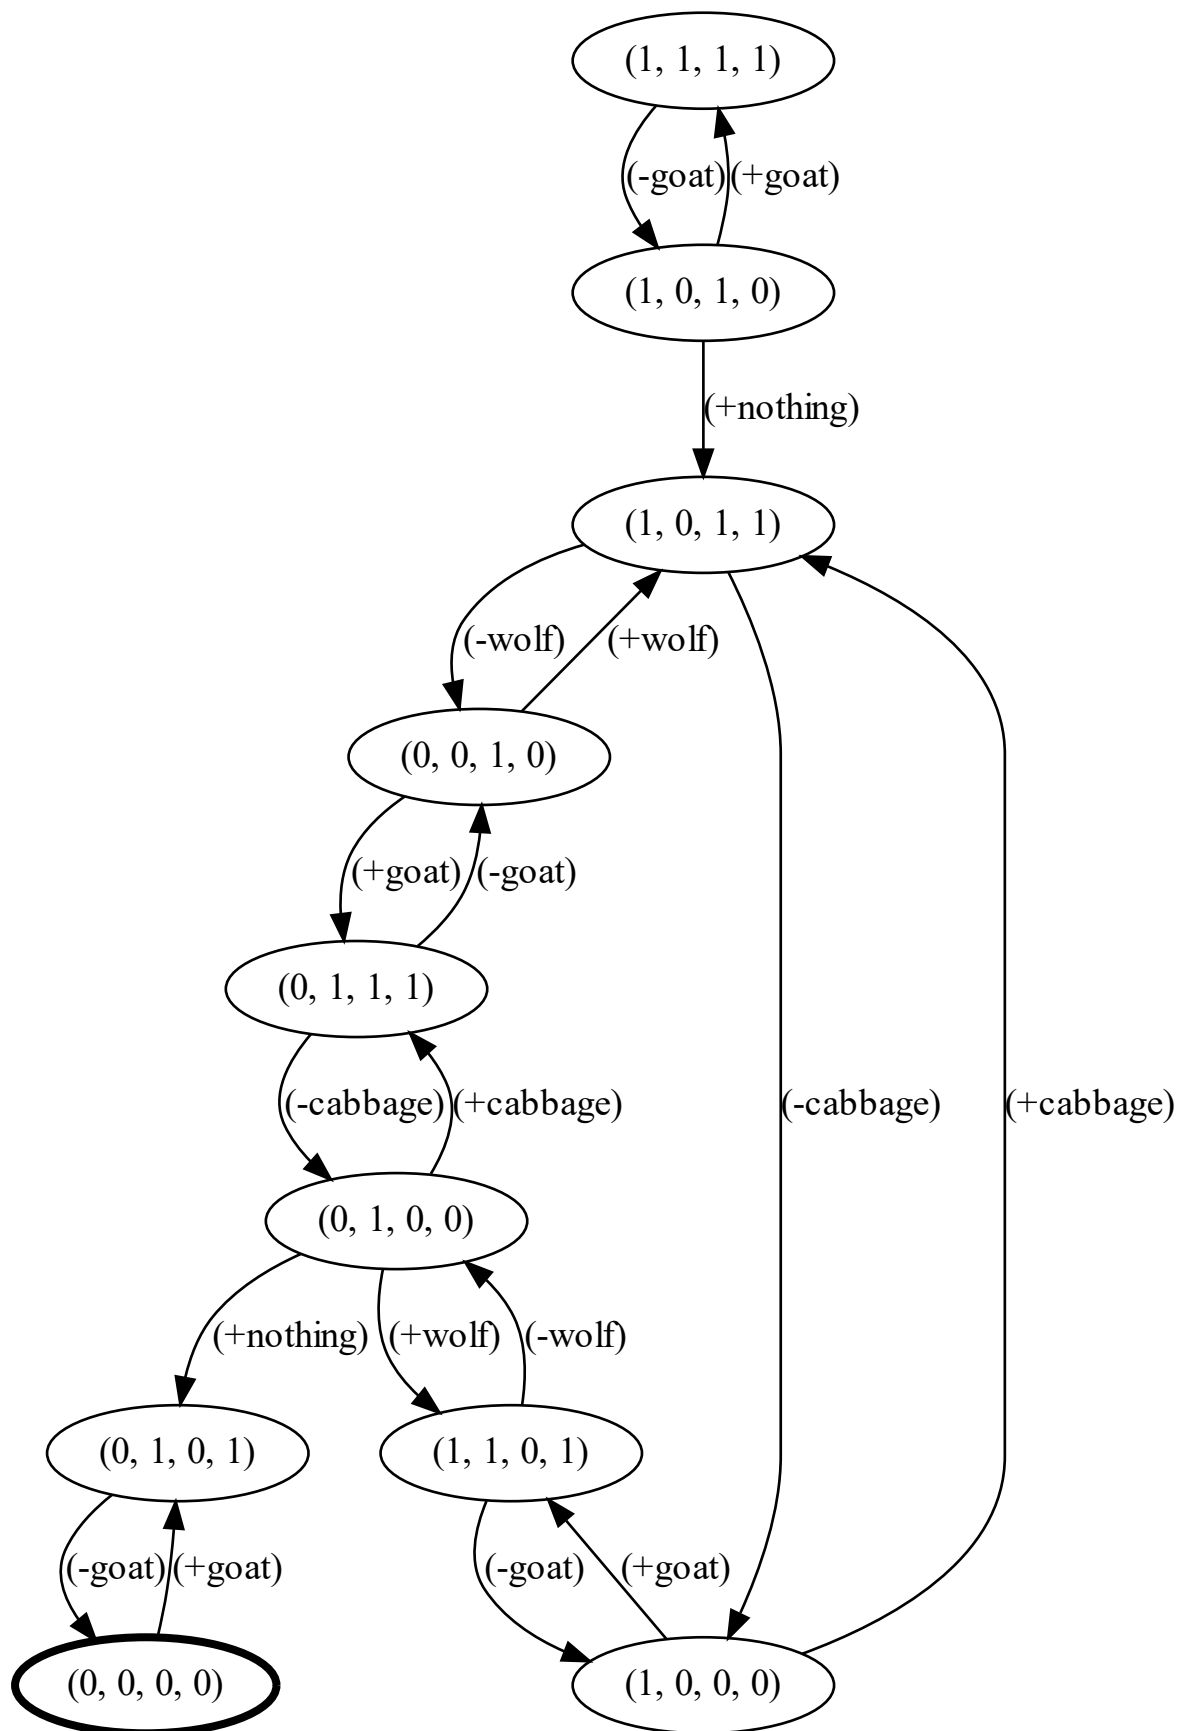 (1, 1, 1, 1)
(-goat) (+goat)
(1, 0, 1, 0)
(+nothing)
(1, 0, 1, 1)
(-wolf) (+wolf)
(0, 0, 1, 0)
(+goat) (-goat)
(0, 1, 1, 1)
(-cabbage) (+cabbage) (-cabbage) (+cabbage)
(0, 1, 0, 0)
(+nothing) (+wolf) (-wolf)
(0, 1, 0, 1) (1, 1, 0, 1)
(-goat) (+goat) (-goat) (+goat)
(0, 0, 0, 0) (1, 0, 0, 0)